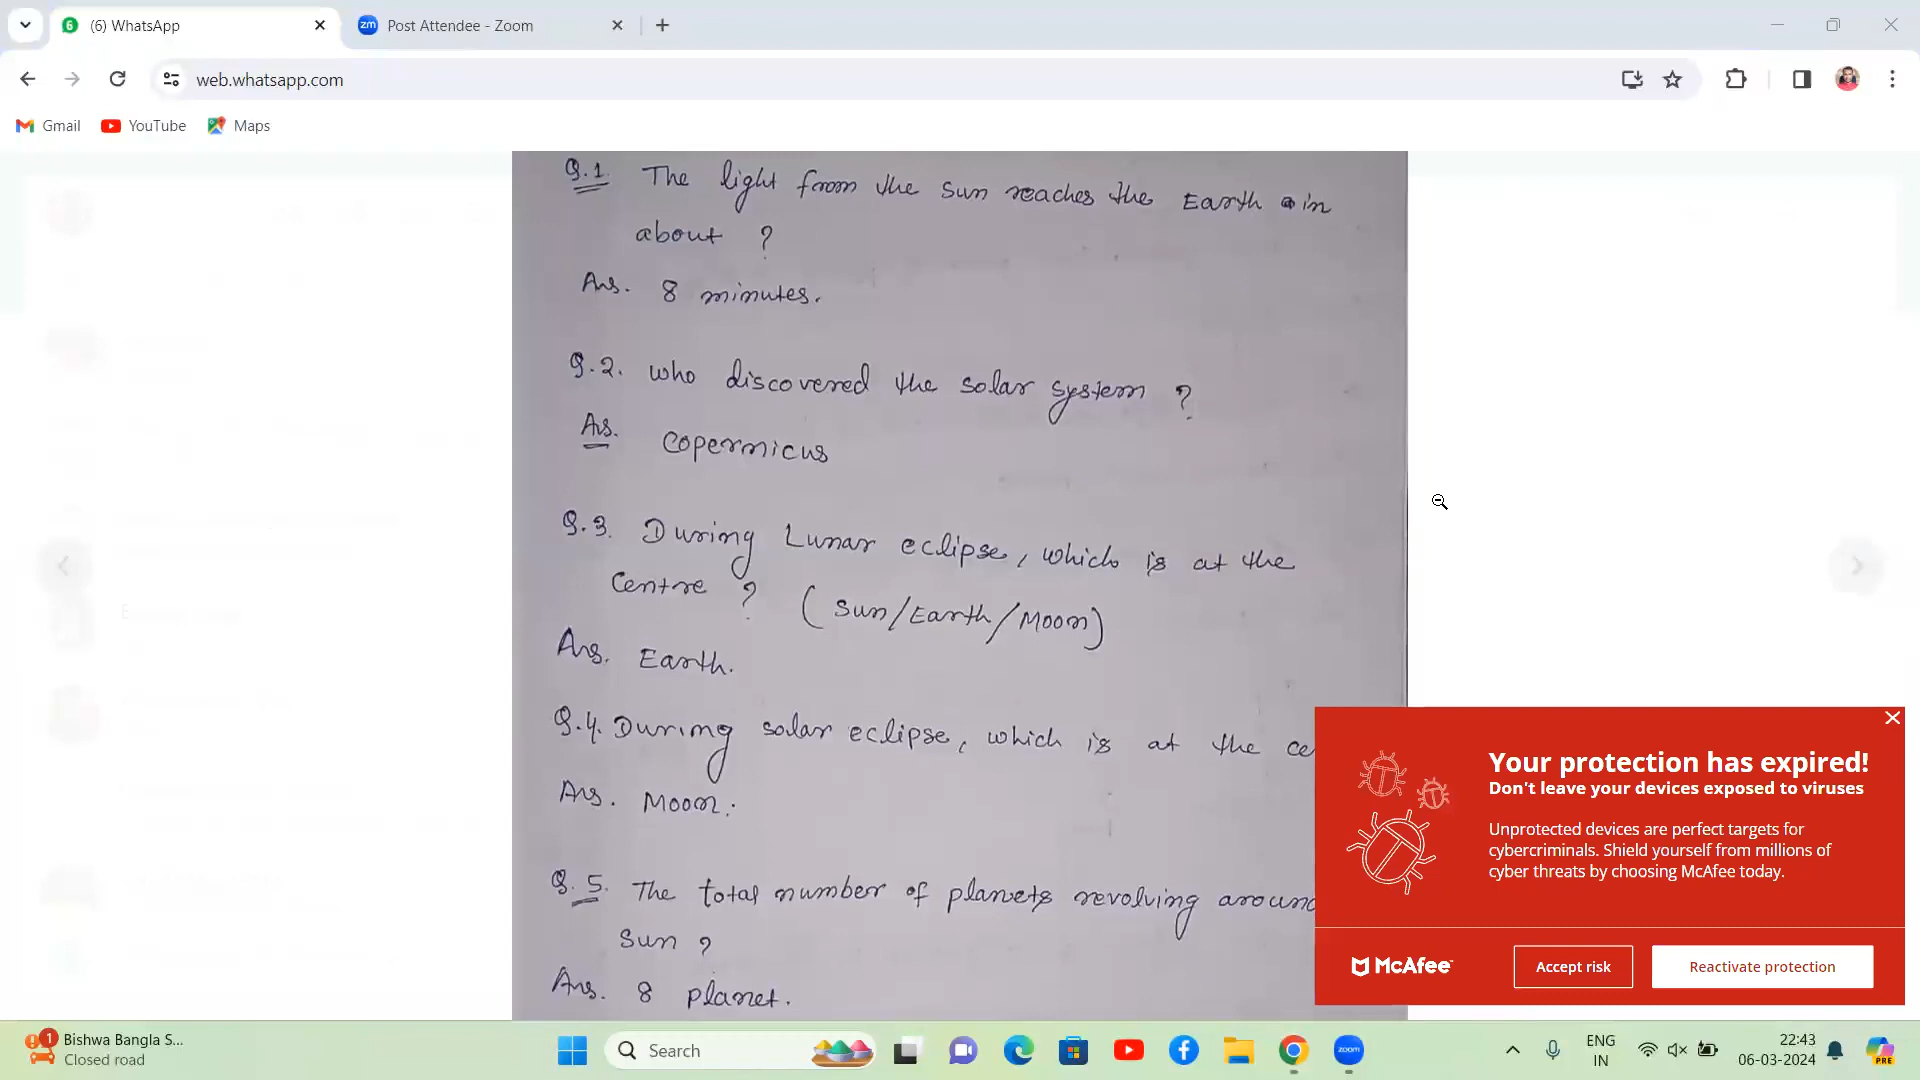 (6) WhatsApp
Post Attendee - Zoom
web.whatsapp.com
Gmail
YouTube
Maps
Q.1. The light from the sun reaches the Earth in
about ?
Ans. 8 minutes.
Q.2. who discovered the solar system ?
Ans. Copernicus
Q.3. During Lunar eclipse, which is at the
Centre ? (Sun/Earth/Moon)
Ans. Earth.
Q.4. During solar eclipse, which is at the ce
Ans. Moon.
Q.5. The total number of planets revolving around
Sun ?
Ans. 8 planet.
Your protection has expired!
Don't leave your devices exposed to viruses
Unprotected devices are perfect targets for
cybercriminals. Shield yourself from millions of
cyber threats by choosing McAfee today.
McAfee
Accept risk
Reactivate protection
1
Bishwa Bangla S...
Closed road
Search
zoom
ENG
IN
22:43
06-03-2024
PRE